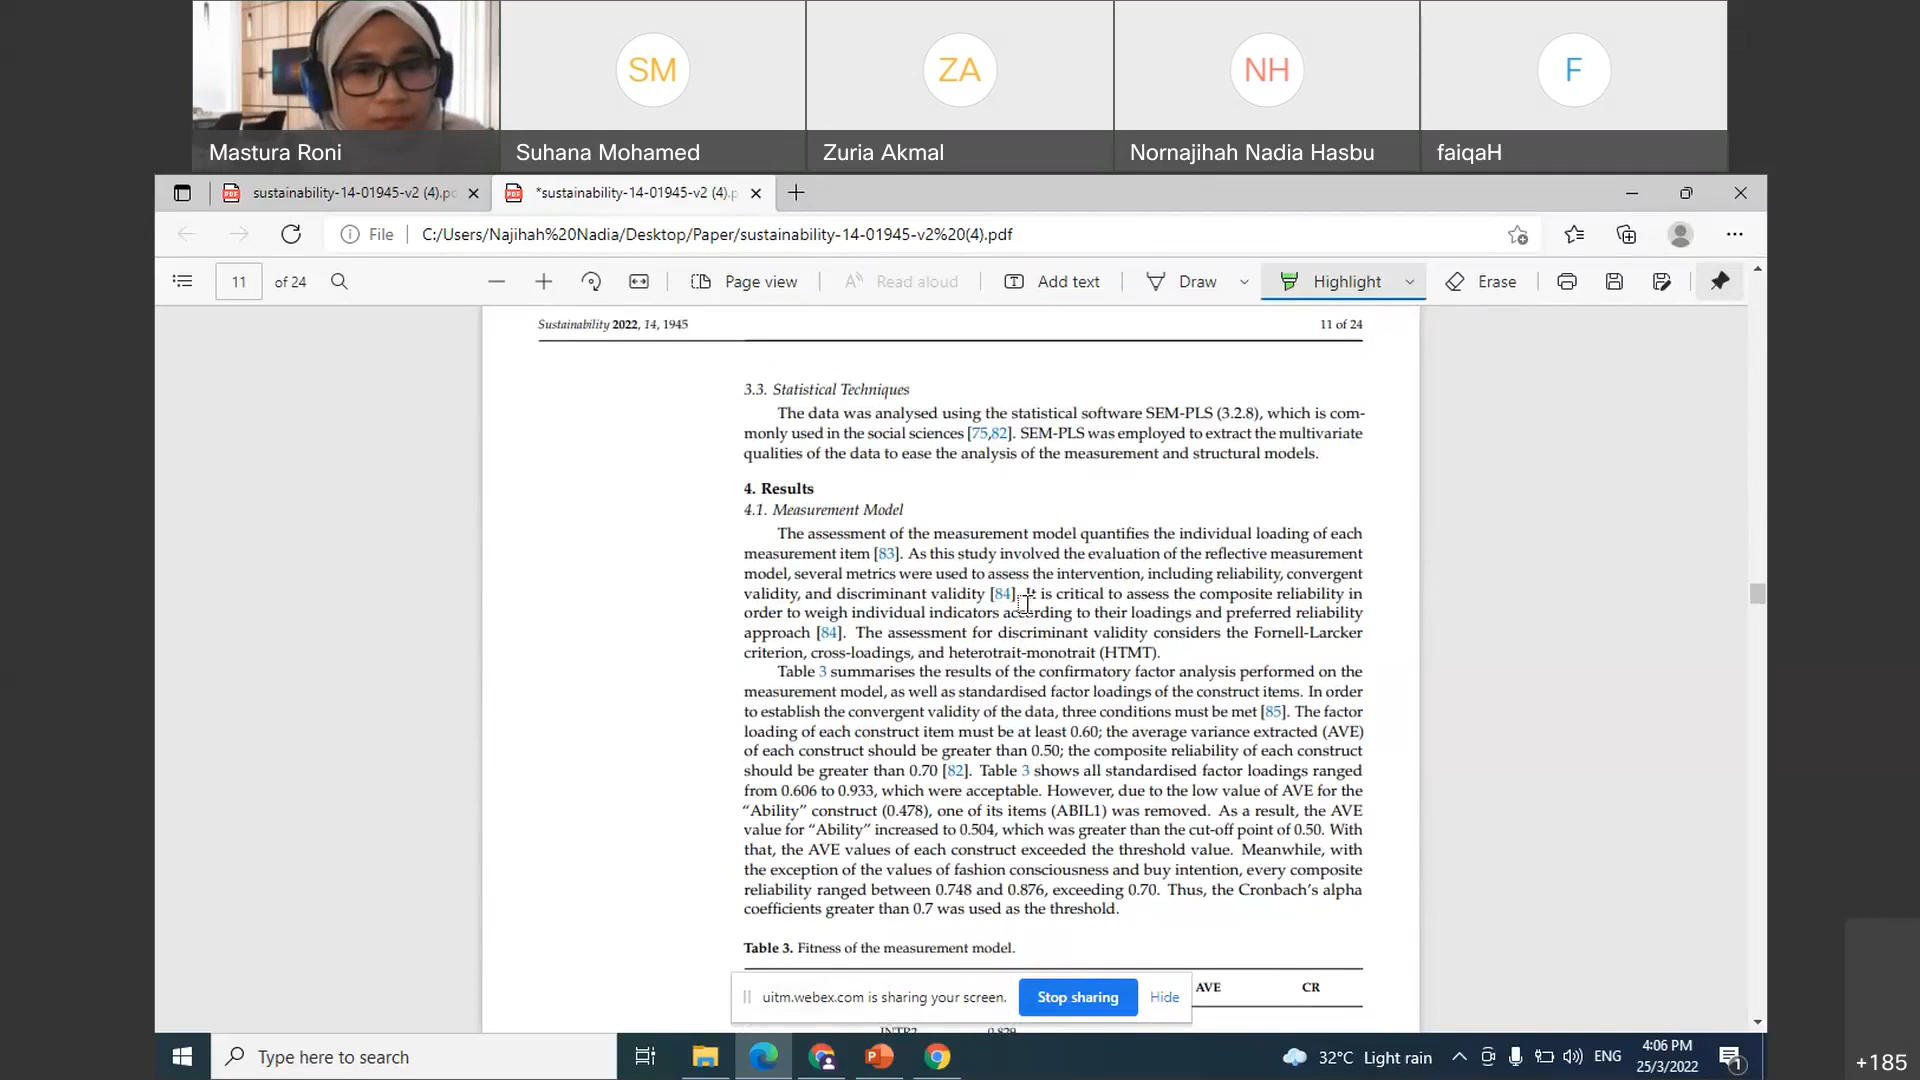 SM
ZA
NH
F
Mastura Roni
Suhana Mohamed
Zuria Akmal
Nornajihah Nadia Hasbu
faiqaH
sustainability-14-01945-v2 (4).p
*sustainability-14-01945-v2 (4).p
File
C:/Users/Najihah%20Nadia/Desktop/Paper/sustainability-14-01945-v2%20(4).pdf
11 of 24
Page view
Read aloud
Add text
Draw
Highlight
Erase
Sustainability 2022, 14, 1945
11 of 24
3.3. Statistical Techniques
The data was analysed using the statistical software SEM-PLS (3.2.8), which is com-
monly used in the social sciences [75,82]. SEM-PLS was employed to extract the multivariate
qualities of the data to ease the analysis of the measurement and structural models.
4. Results
4.1. Measurement Model
The assessment of the measurement model quantifies the individual loading of each
measurement item [83]. As this study involved the evaluation of the reflective measurement
model, several metrics were used to assess the intervention, including reliability, convergent
validity, and discriminant validity [84]. It is critical to assess the composite reliability in
order to weigh individual indicators according to their loadings and preferred reliability
approach [84]. The assessment for discriminant validity considers the Fornell-Larcker
criterion, cross-loadings, and heterotrait-monotrait (HTMT).
Table 3 summarises the results of the confirmatory factor analysis performed on the
measurement model, as well as standardised factor loadings of the construct items. In order
to establish the convergent validity of the data, three conditions must be met [85]. The factor
loading of each construct item must be at least 0.60; the average variance extracted (AVE)
of each construct should be greater than 0.50; the composite reliability of each construct
should be greater than 0.70 [82]. Table 3 shows all standardised factor loadings ranged
from 0.606 to 0.933, which were acceptable. However, due to the low value of AVE for the
“Ability” construct (0.478), one of its items (ABIL1) was removed. As a result, the AVE
value for “Ability” increased to 0.504, which was greater than the cut-off point of 0.50. With
that, the AVE values of each construct exceeded the threshold value. Meanwhile, with
the exception of the values of fashion consciousness and buy intention, every composite
reliability ranged between 0.748 and 0.876, exceeding 0.70. Thus, the Cronbach's alpha
coefficients greater than 0.7 was used as the threshold.
Table 3. Fitness of the measurement model.
AVE
CR
uitm.webex.com is sharing your screen.
Stop sharing
Hide
INTR2
0.829
Type here to search
32°C Light rain
ENG
4:06 PM
25/3/2022
1
+185